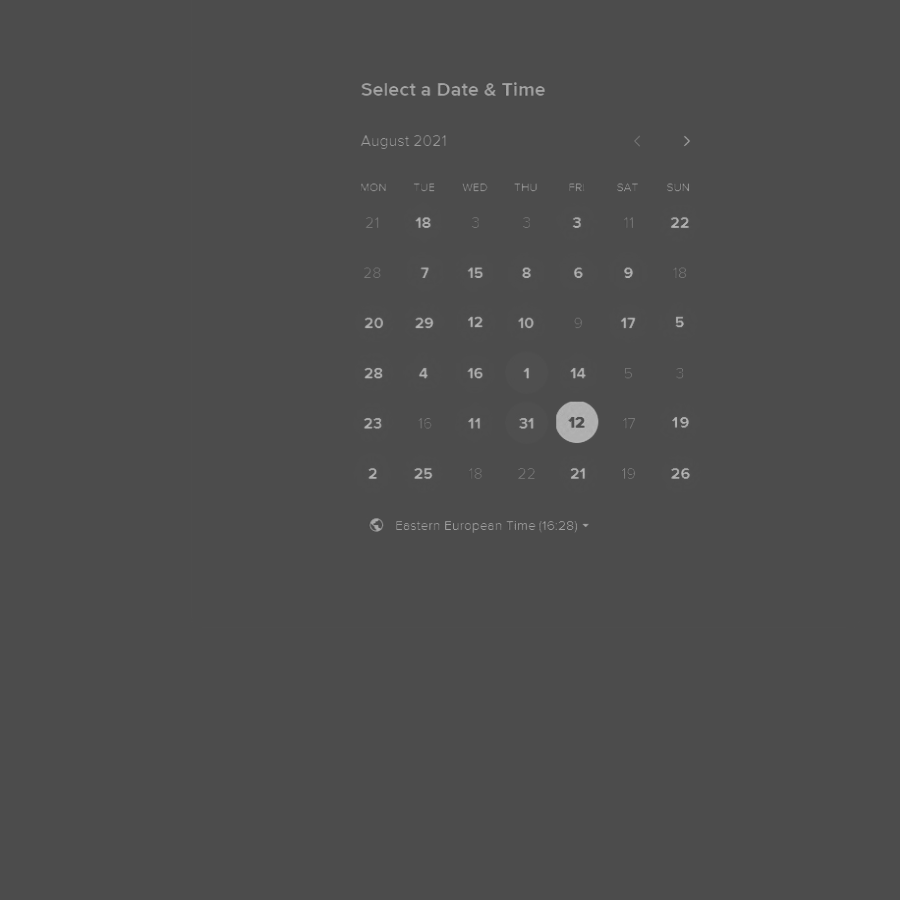 Select a Date & Time
August 2021
MON TUE WED THU FRI SAT SUN
21 18 3 3 3 11 22
28 7 15 8 6 9 18
20 29 12 10 9 17 5
28 4 16 1 14 5 3
23 16 11 31 12 17 19
2 25 18 22 21 19 26
Eastern European Time (16:28)